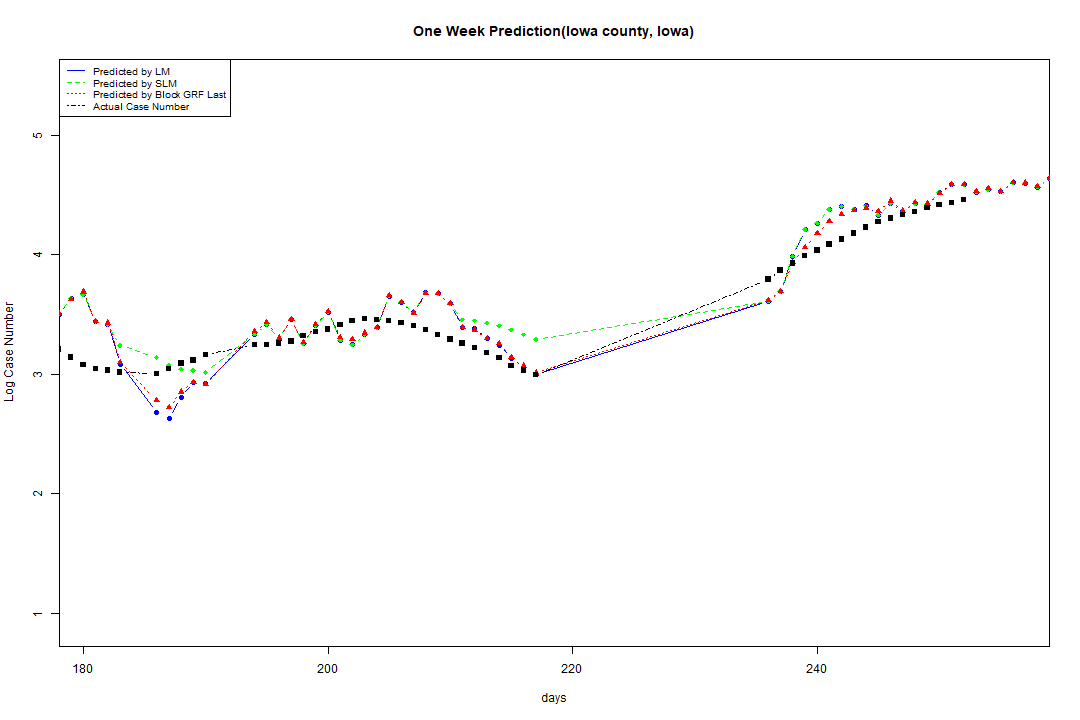 One Week Prediction(Iowa county, Iowa)
Predicted by LM
Predicted by SLM
Predicted by Block GRF Last
Actual Case Number
5
4
3
2
1
Log Case Number
180 200 220 240
days